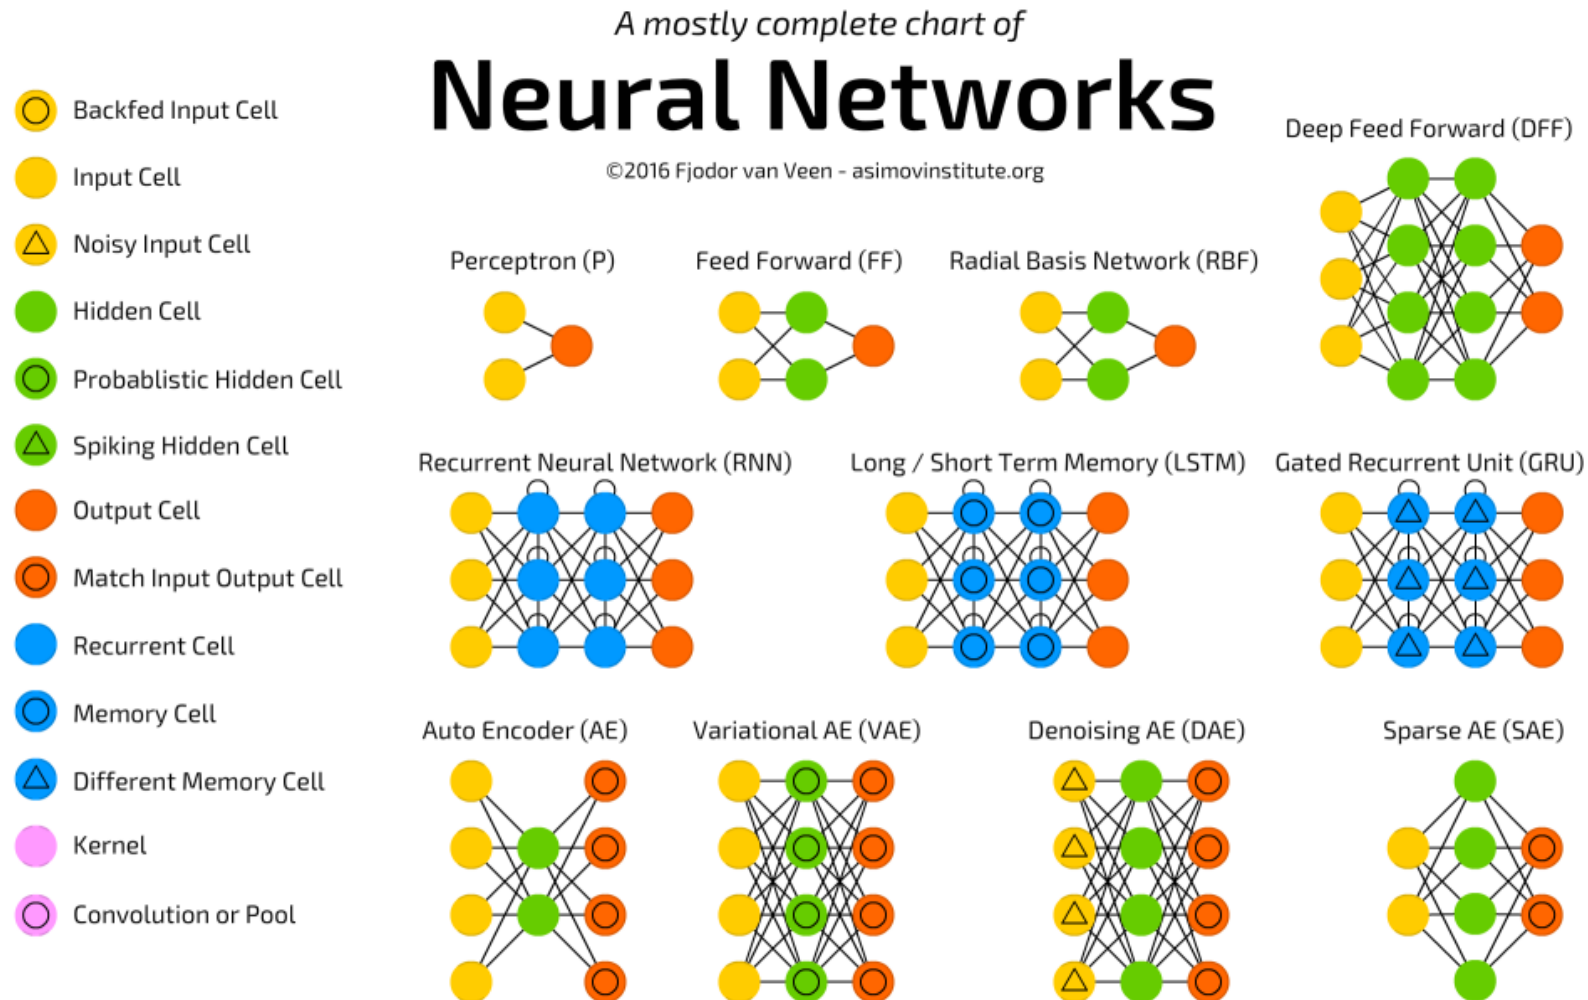 A mostly complete chart of
Neural Networks
©2016 Fjodor van Veen - asimovinstitute.org
Backfed Input Cell
Input Cell
Noisy Input Cell
Hidden Cell
Probablistic Hidden Cell
Spiking Hidden Cell
Output Cell
Match Input Output Cell
Recurrent Cell
Memory Cell
Different Memory Cell
Kernel
Convolution or Pool
Deep Feed Forward (DFF)
Perceptron (P)
Feed Forward (FF)
Radial Basis Network (RBF)
Recurrent Neural Network (RNN)
Long / Short Term Memory (LSTM)
Gated Recurrent Unit (GRU)
Auto Encoder (AE)
Variational AE (VAE)
Denoising AE (DAE)
Sparse AE (SAE)